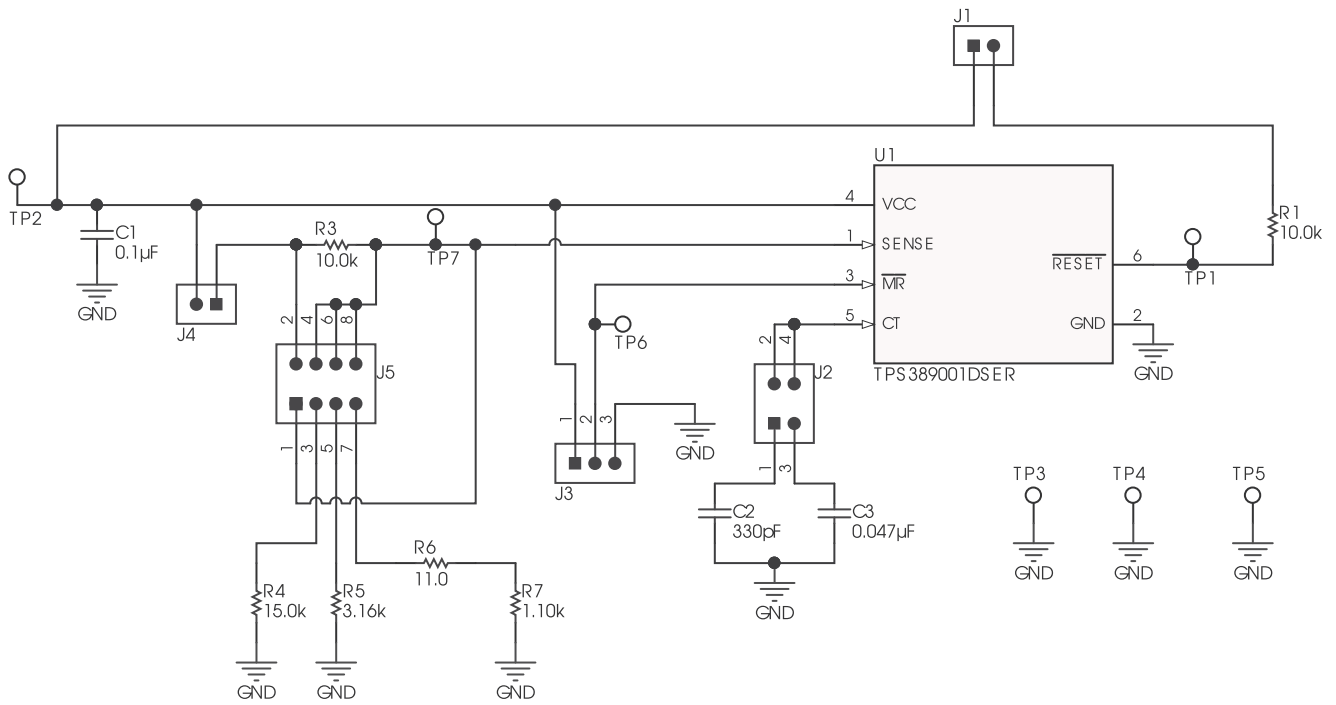 J1
U1
TP2
C1
0.1µF
GND
J4
R3
10.0k
TP7
4
VCC
1
SENSE
3
MR
5
CT
RESET
6
GND
2
TPS389001DSER
TP1
R1
10.0k
GND
2
4
6
8
J5
1
3
5
7
TP6
1
2
3
J3
GND
2
4
J2
1
3
C2
330pF
C3
0.047µF
GND
TP3
GND
TP4
GND
TP5
GND
R6
11.0
R4
15.0k
GND
R5
3.16k
GND
R7
1.10k
GND